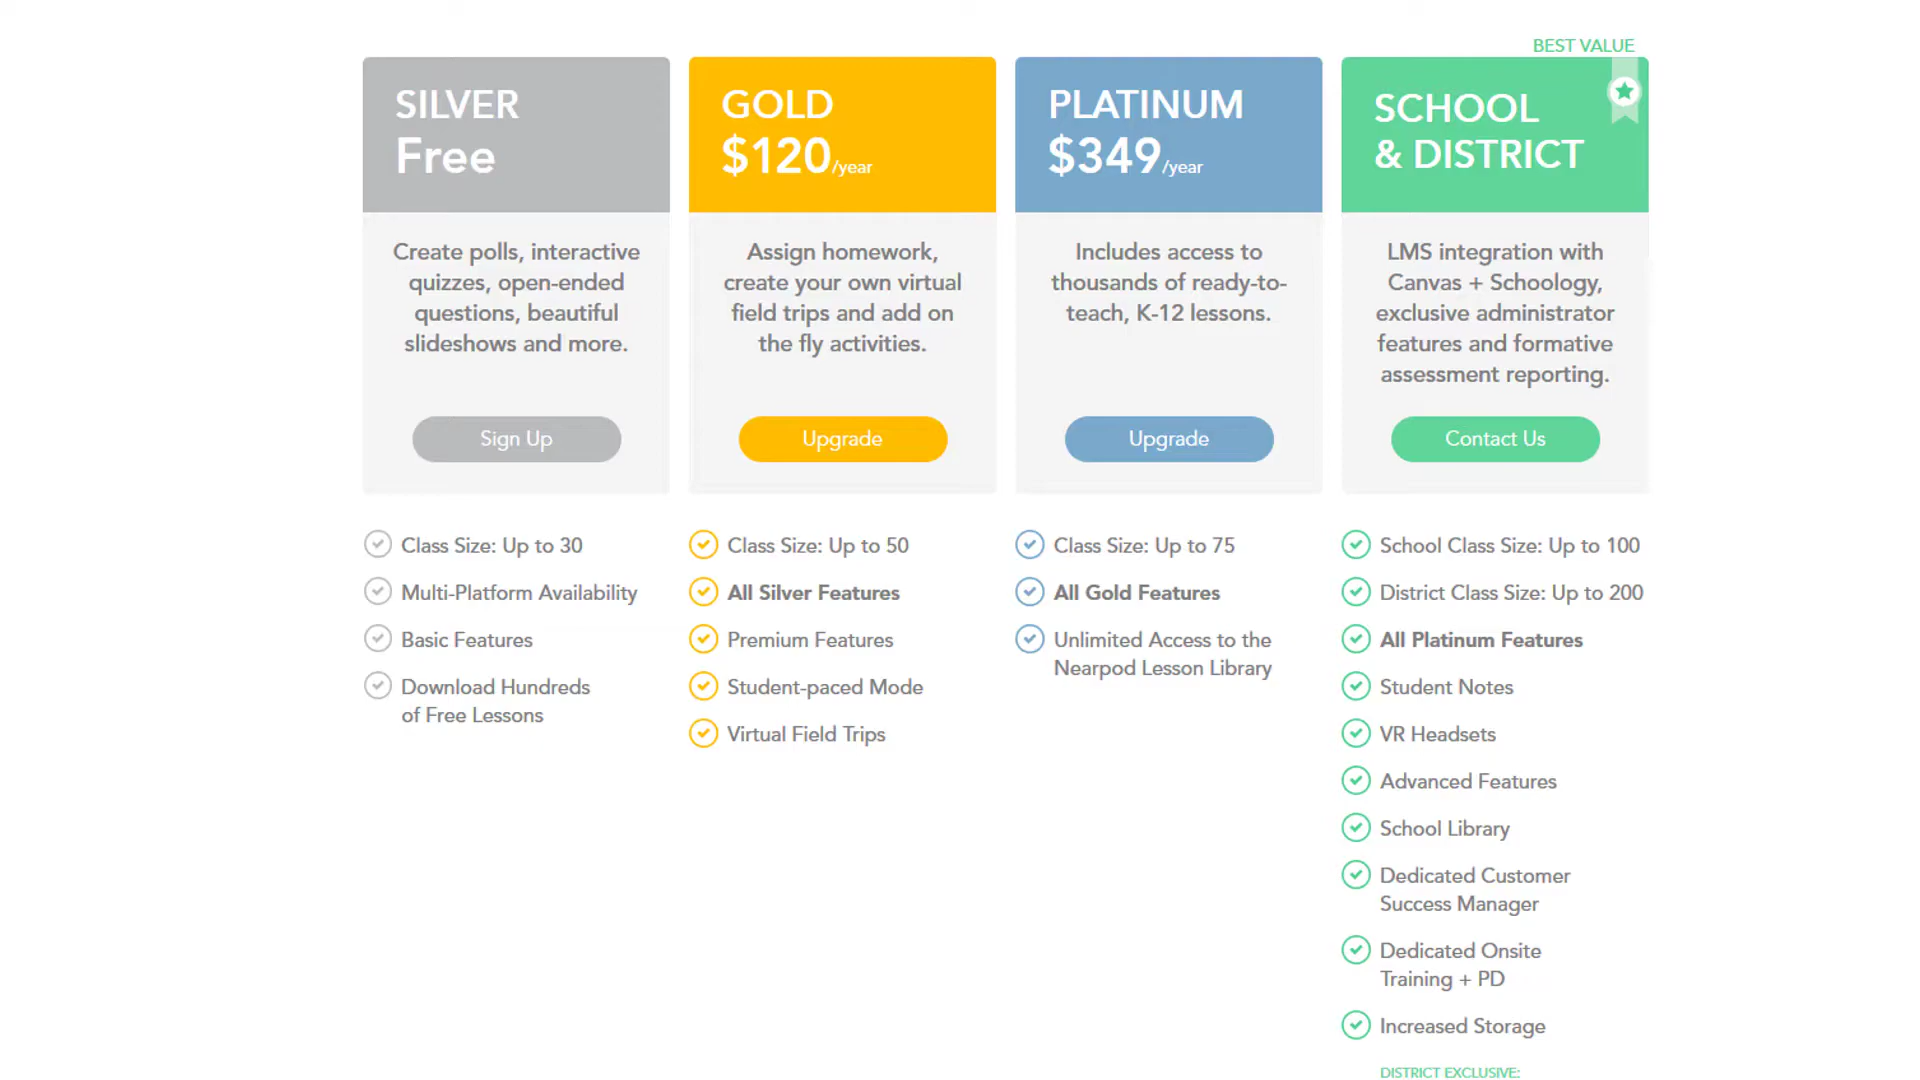 BEST VALUE
SILVER
Free
Create polls, interactive
quizzes, open-ended
questions, beautiful
slideshows and more.
Sign Up
Class Size: Up to 30
Multi-Platform Availability
Basic Features
Download Hundreds
of Free Lessons
GOLD
$120/year
Assign homework,
create your own virtual
field trips and add on
the fly activities.
Upgrade
Class Size: Up to 50
All Silver Features
Premium Features
Student-paced Mode
Virtual Field Trips
PLATINUM
$349/year
Includes access to
thousands of ready-to-
teach, K-12 lessons.
Upgrade
Class Size: Up to 75
All Gold Features
Unlimited Access to the
Nearpod Lesson Library
SCHOOL
& DISTRICT
LMS integration with
Canvas + Schoology,
exclusive administrator
features and formative
assessment reporting.
Contact Us
School Class Size: Up to 100
District Class Size: Up to 200
All Platinum Features
Student Notes
VR Headsets
Advanced Features
School Library
Dedicated Customer
Success Manager
Dedicated Onsite
Training + PD
Increased Storage
DISTRICT EXCLUSIVE: